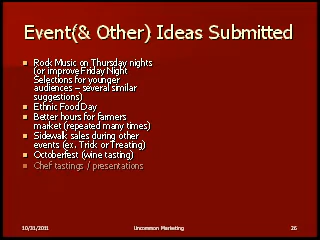 Event(& Other) Ideas Submitted
Rock Music on Thursday nights
(or improve Friday Night
Selections for younger
audiences – several similar
suggestions)
Ethnic Food Day
Better hours for farmers
market (repeated many times)
Sidewalk sales during other
events (ex. Trick or Treating)
Octoberfest (wine tasting)
Chef tastings / presentations
10/31/2011
Uncommon Marketing
26